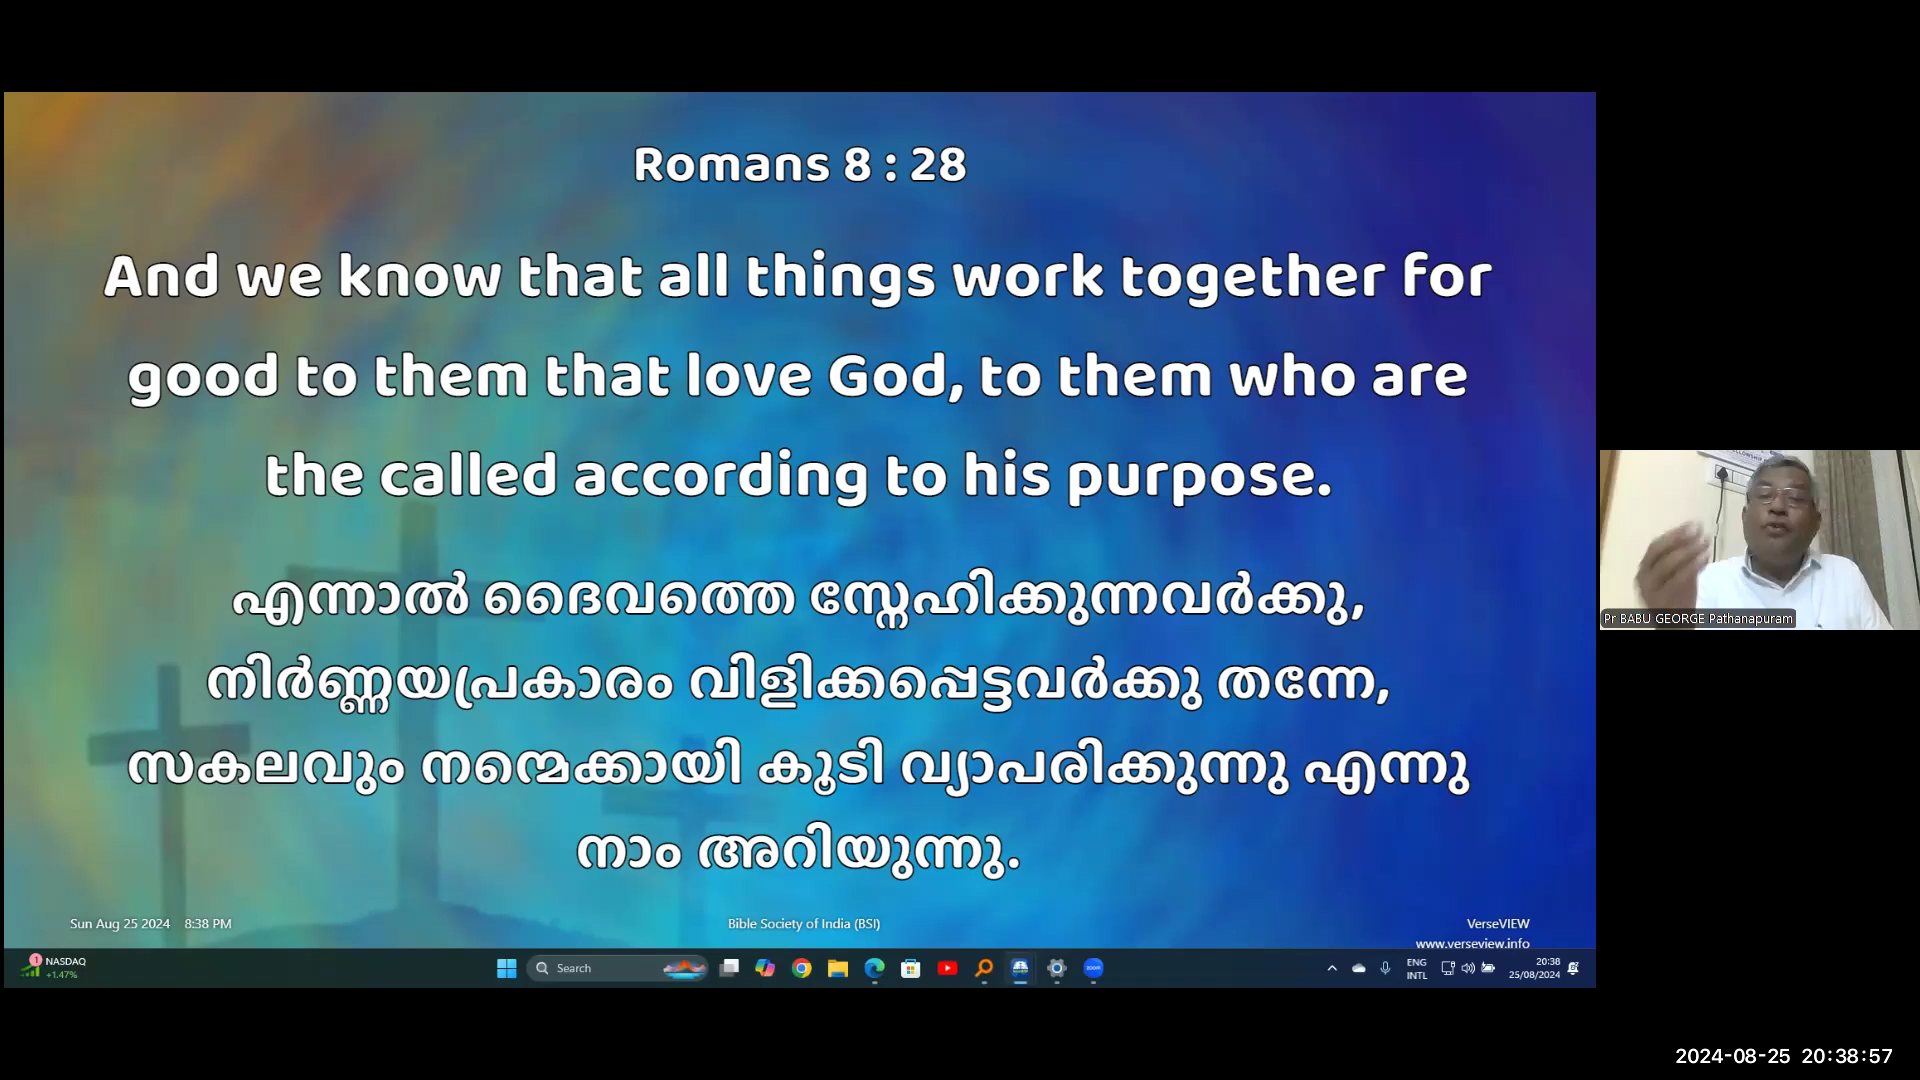 Romans 8 : 28
And we know that all things work together for
good to them that love God, to them who are
the called according to his purpose.
എന്നാൽ ദൈവത്തെ സ്നേഹിക്കുന്നവർക്കു,
നിർണ്ണയപ്രകാരം വിളിക്കപ്പെട്ടവർക്കു തന്നേ,
സകലവും നന്മെക്കായി കൂടി വ്യാപരിക്കുന്നു എന്നു
നാം അറിയുന്നു.
Sun Aug 25 2024 8:38 PM
Bible Society of India (BSI)
VerseVIEW
www.verseview.info
1
NASDAQ
+1.47%
Search
zoom
ENG
INTL
20:38
25/08/2024
Pr BABU GEORGE Pathanapuram
2024-08-25 20:38:57